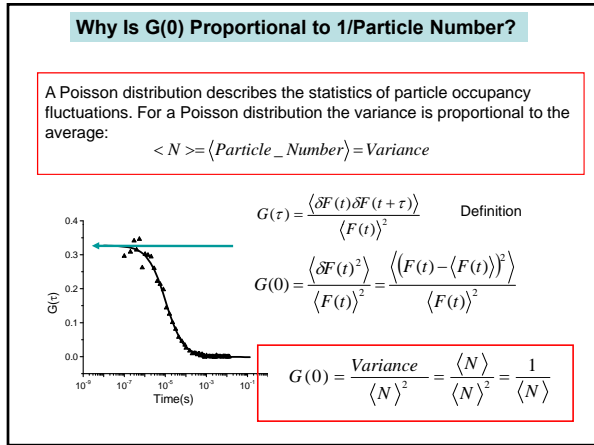 Why Is G(0) Proportional to 1/Particle Number?
A Poisson distribution describes the statistics of particle occupancy
fluctuations. For a Poisson distribution the variance is proportional to the
average:
< N >= ⟨Particle _ Number⟩ = Variance
G(τ) = ⟨δF(t)δF(t + τ)⟩ / ⟨F(t)⟩² Definition
G(0) = ⟨δF(t)²⟩ / ⟨F(t)⟩² = ⟨(F(t) − ⟨F(t)⟩)²⟩ / ⟨F(t)⟩²
G(0) = Variance / ⟨N⟩² = ⟨N⟩ / ⟨N⟩² = 1 / ⟨N⟩
0.4
0.3
0.2
0.1
0.0
G(τ)
10⁻⁹ 10⁻⁷ 10⁻⁵ 10⁻³ 10⁻¹
Time(s)